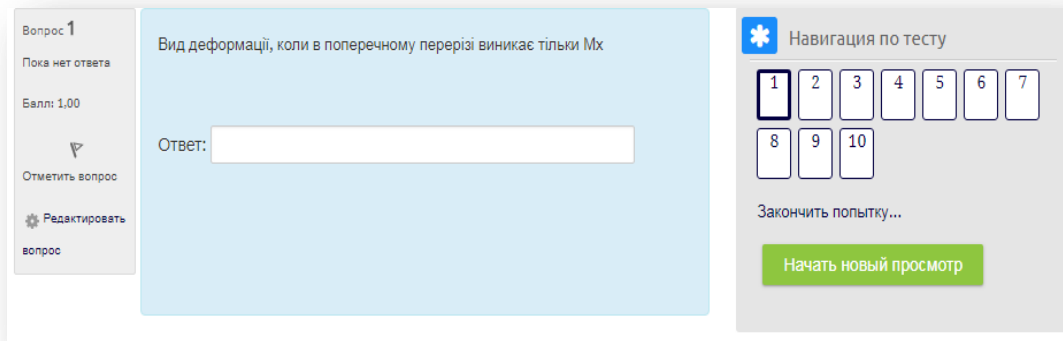 Вопрос 1
Пока нет ответа
Балл: 1,00
Отметить вопрос
Редактировать
вопрос
Вид деформації, коли в поперечному перерізі виникає тільки Мх
Ответ:
Навигация по тесту
1 2 3 4 5 6 7
8 9 10
Закончить попытку...
Начать новый просмотр